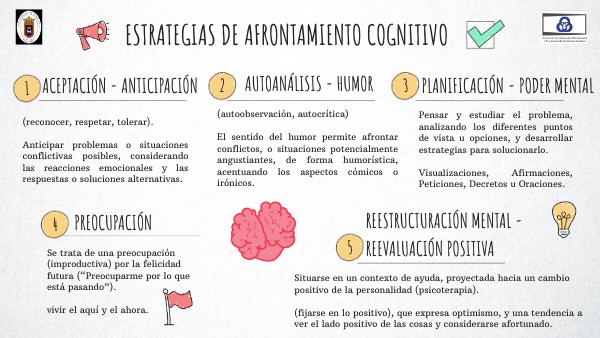 ESTRATEGIAS DE AFRONTAMIENTO COGNITIVO
1 ACEPTACIÓN - ANTICIPACIÓN
(reconocer, respetar, tolerar).
Anticipar problemas o situaciones
conflictivas posibles, considerando
las reacciones emocionales y las
respuestas o soluciones alternativas.
2 AUTOANÁLISIS - HUMOR
(autoobservación, autocrítica)
El sentido del humor permite afrontar
conflictos, o situaciones potencialmente
angustiantes, de forma humorística,
acentuando los aspectos cómicos o
irónicos.
3 PLANIFICACIÓN - PODER MENTAL
Pensar y estudiar el problema,
analizando los diferentes puntos
de vista u opciones, y desarrollar
estrategias para solucionarlo.
Visualizaciones, Afirmaciones,
Peticiones, Decretos u Oraciones.
4 PREOCUPACIÓN
Se trata de una preocupación
(improductiva) por la felicidad
futura ("Preocuparme por lo que
está pasando").
vivir el aquí y el ahora.
5 REESTRUCTURACIÓN MENTAL -
REEVALUACIÓN POSITIVA
Situarse en un contexto de ayuda, proyectada hacia un cambio
positivo de la personalidad (psicoterapia).
(fijarse en lo positivo), que expresa optimismo, y una tendencia a
ver el lado positivo de las cosas y considerarse afortunado.